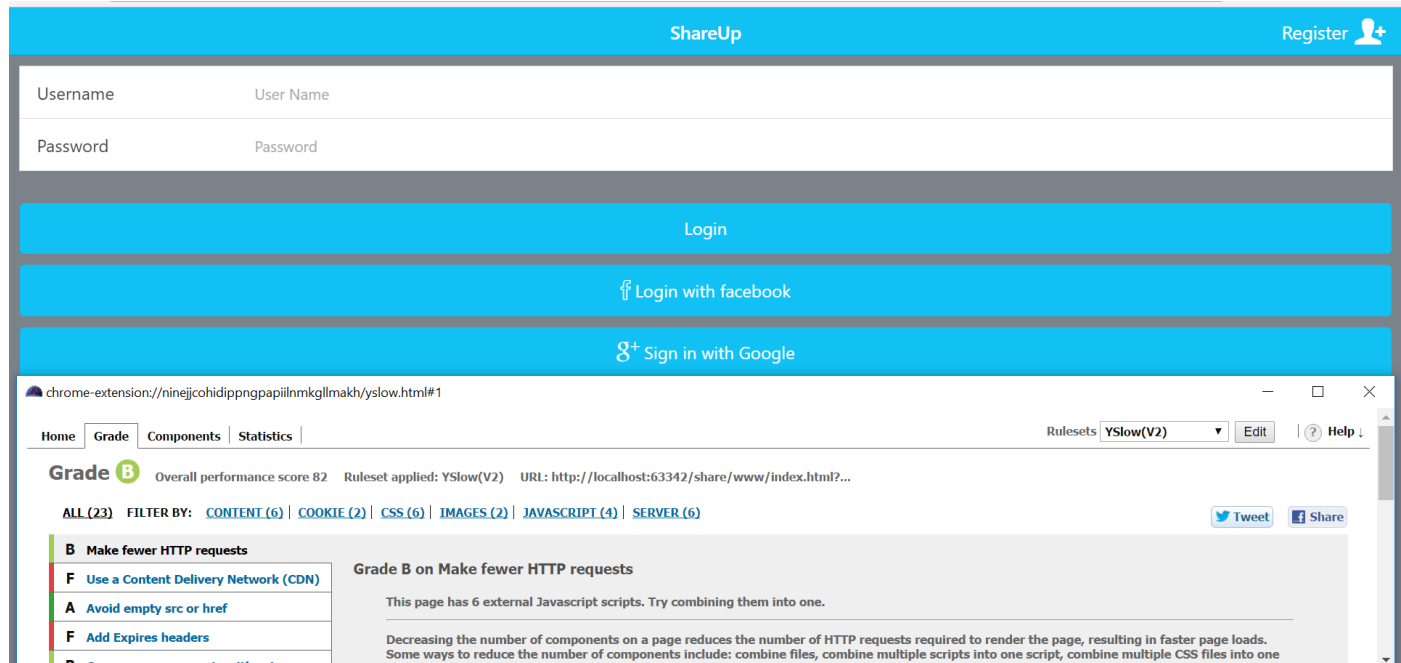 ShareUp
Register
Username User Name
Password Password
Login
Login with facebook
8+ Sign in with Google
chrome-extension://ninejjcohidippngpapiilnmkgllmakh/yslow.html#1
Home Grade Components Statistics
Rulesets YSlow(V2) Edit ? Help ↓
Grade B Overall performance score 82 Ruleset applied: YSlow(V2) URL: http://localhost:63342/share/www/index.html?...
ALL (23) FILTER BY: CONTENT (6) | COOKIE (2) | CSS (6) | IMAGES (2) | JAVASCRIPT (4) | SERVER (6)
Tweet
Share
B Make fewer HTTP requests
F Use a Content Delivery Network (CDN)
A Avoid empty src or href
F Add Expires headers
Grade B on Make fewer HTTP requests
This page has 6 external Javascript scripts. Try combining them into one.
Decreasing the number of components on a page reduces the number of HTTP requests required to render the page, resulting in faster page loads.
Some ways to reduce the number of components include: combine files, combine multiple scripts into one script, combine multiple CSS files into one